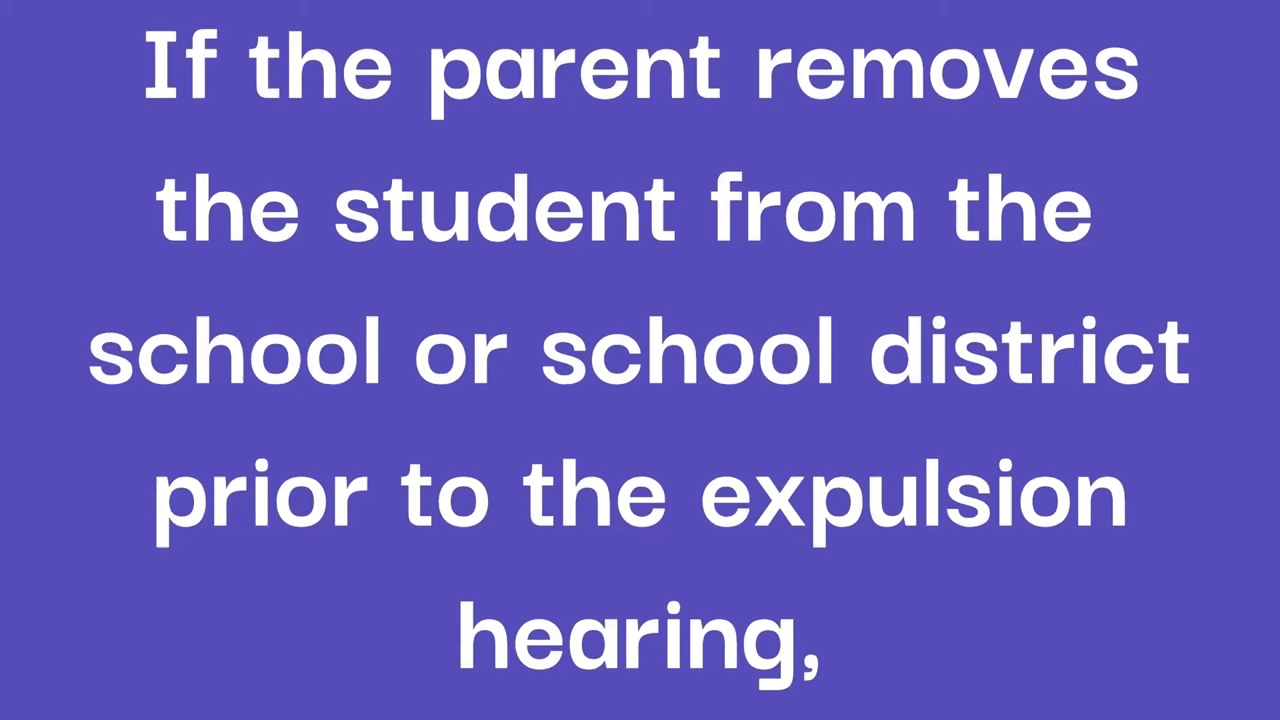 If the parent removes
the student from the
school or school district
prior to the expulsion
hearing,